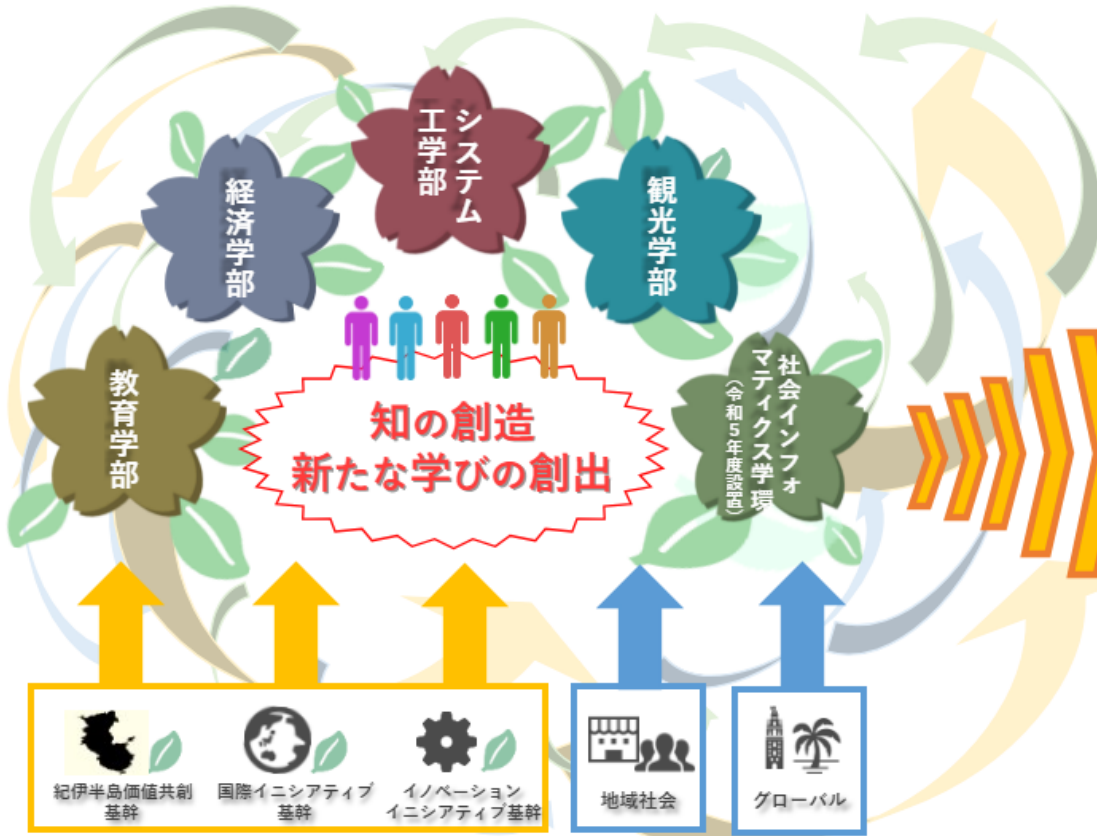 システム
工学部
経済学部
観光学部
教育学部
社会インフォ
マティクス学環
（令和５年度設置）
知の創造
新たな学びの創出
紀伊半島価値共創
基幹
国際イニシアティブ
基幹
イノベーション
イニシアティブ基幹
地域社会
グローバル